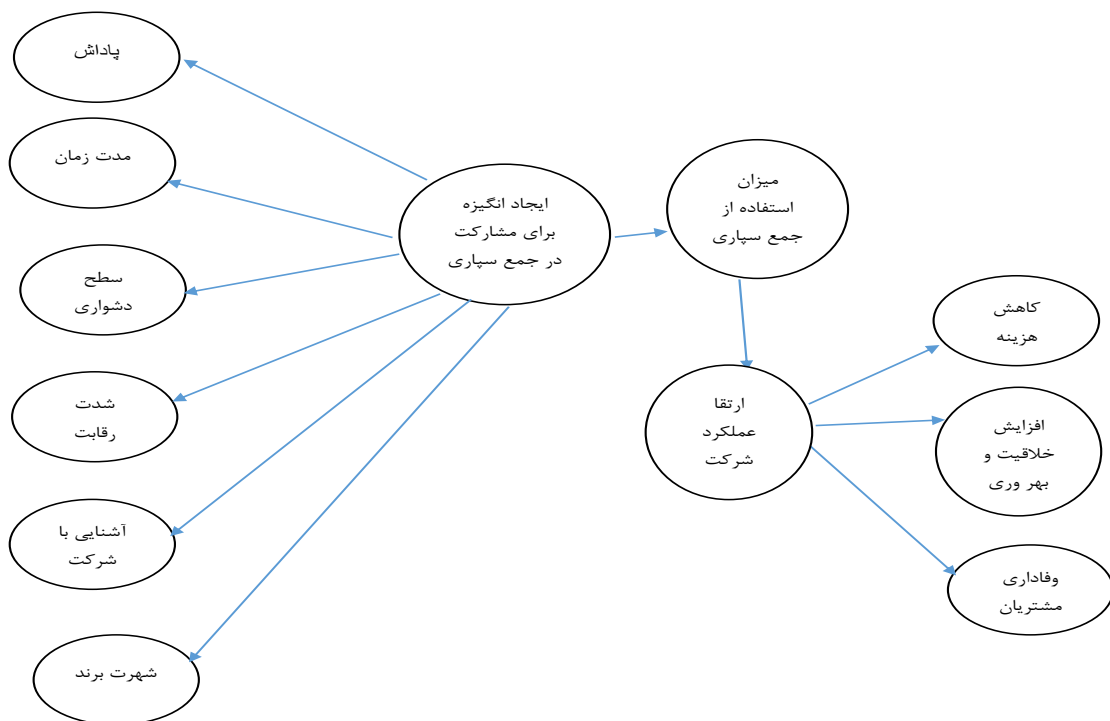 پاداش
مدت زمان
سطح
دشواری
شدت
رقابت
آشنایی با
شرکت
شهرت برند
ایجاد انگیزه
برای مشارکت
در جمع سپاری
میزان
استفاده از
جمع سپاری
ارتقا
عملکرد
شرکت
کاهش
هزینه
افزایش
خلاقیت و
بهر وری
وفاداری
مشتریان